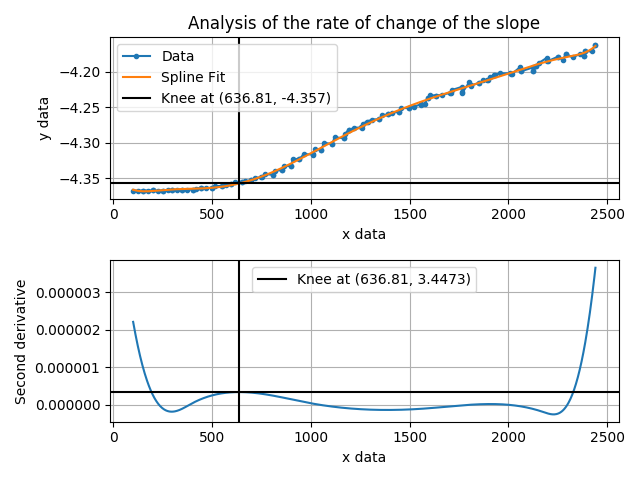 Analysis of the rate of change of the slope
Data
Spline Fit
Knee at (636.81, -4.357)
y data
−4.20
−4.25
−4.30
−4.35
0 500 1000 1500 2000 2500
x data
Knee at (636.81, 3.4473)
Second derivative
0.000003
0.000002
0.000001
0.000000
0 500 1000 1500 2000 2500
x data